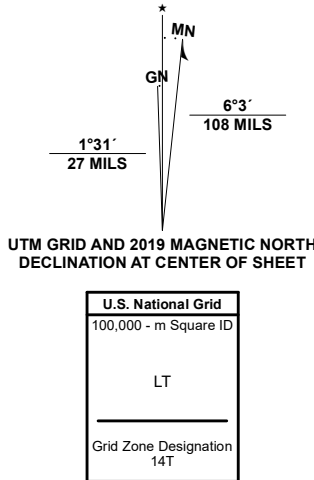 ★
MN
GN
6°3´
108 MILS
1°31´
27 MILS
UTM GRID AND 2019 MAGNETIC NORTH
DECLINATION AT CENTER OF SHEET
U.S. National Grid
100,000 - m Square ID
LT
Grid Zone Designation
14T